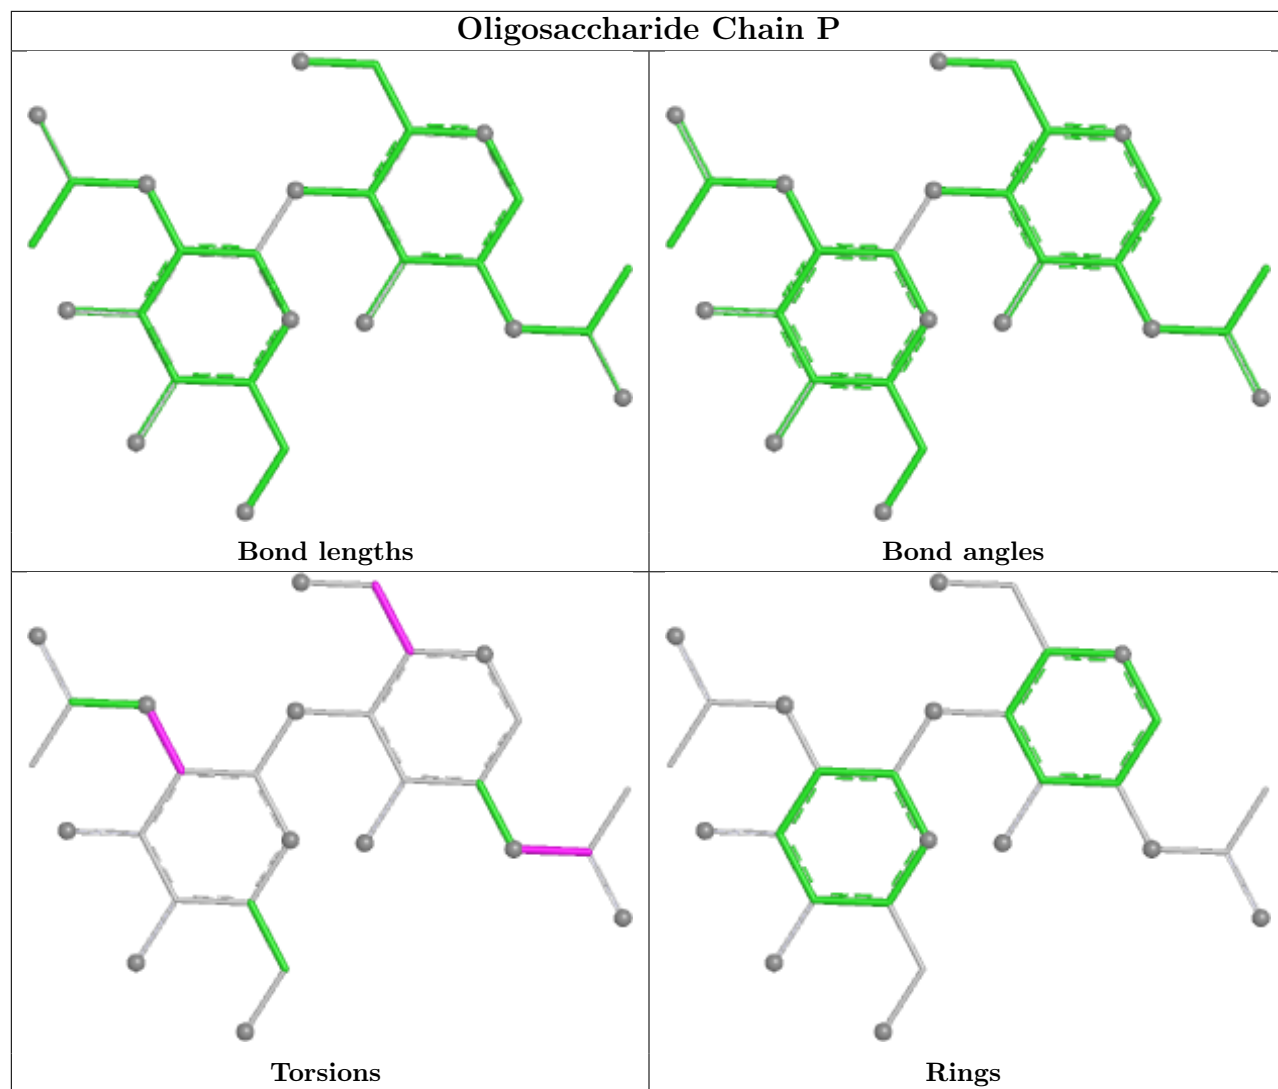 Oligosaccharide Chain P
Bond lengths
Bond angles
Torsions
Rings